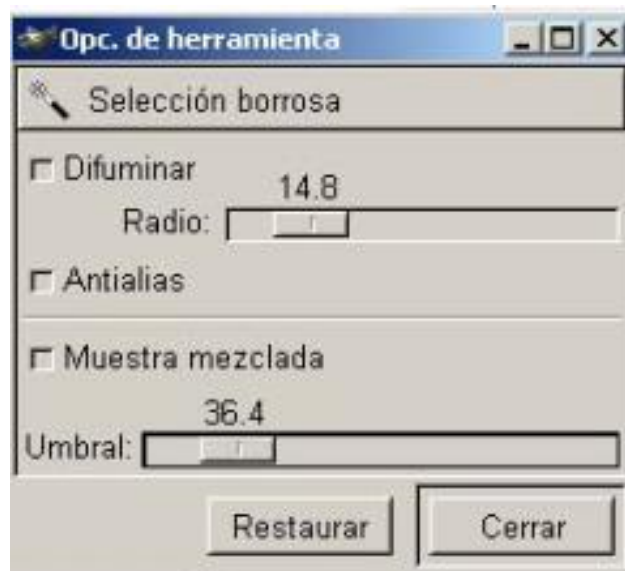 Opc. de herramienta
Selección borrosa
Difuminar
14.8
Radio:
Antialias
Muestra mezclada
36.4
Umbral:
Restaurar Cerrar